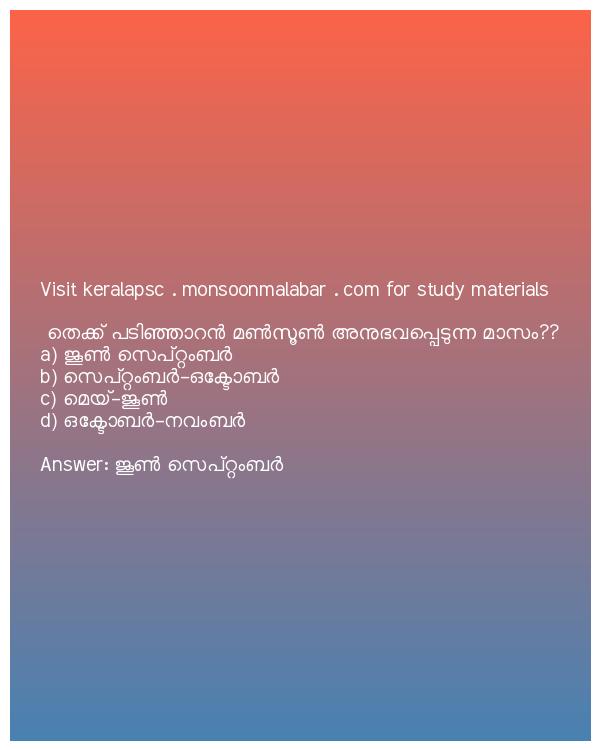 Visit keralapsc . monsoonmalabar . com for study materials
തെക്ക് പടിഞ്ഞാറൻ മൺസൂൺ അനുഭവപ്പെടുന്ന മാസം??
a) ജൂൺ സെപ്റ്റംബർ
b) സെപ്റ്റംബർ-ഒക്ടോബർ
c) മെയ്-ജൂൺ
d) ഒക്ടോബർ-നവംബർ
Answer: ജൂൺ സെപ്റ്റംബർ